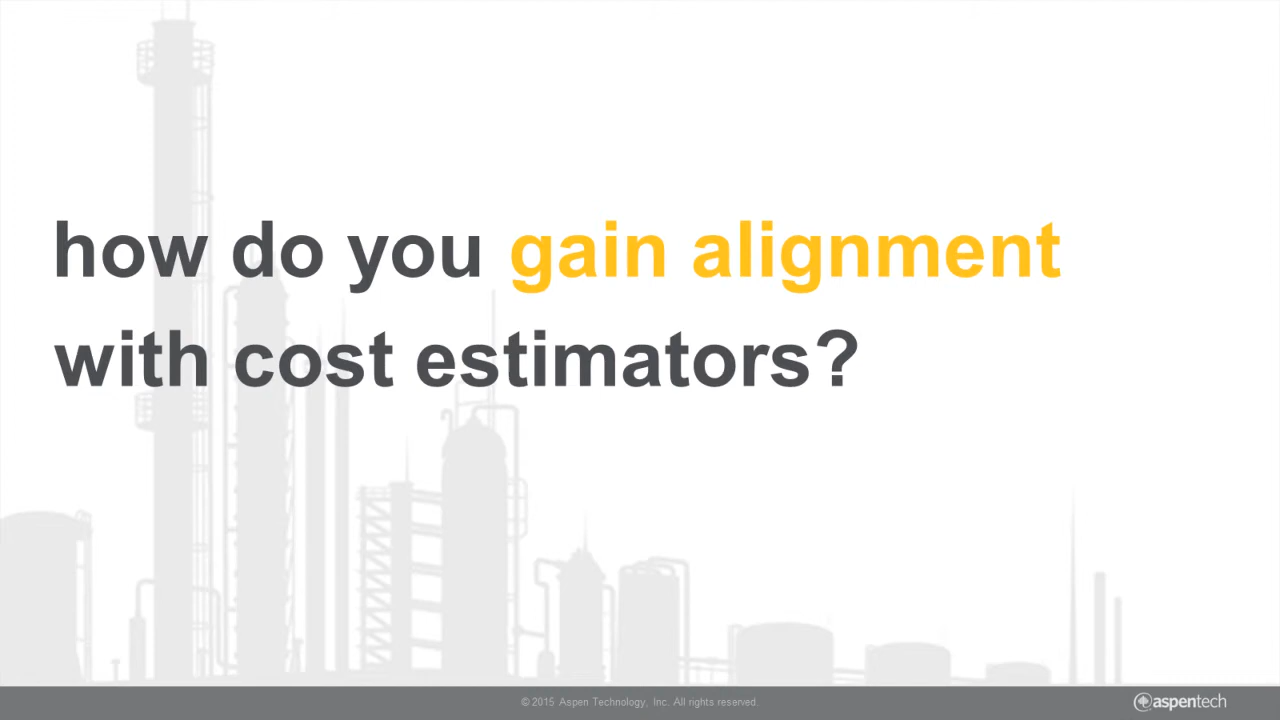 how do you gain alignment
with cost estimators?
© 2015 Aspen Technology, Inc. All rights reserved.
aspentech